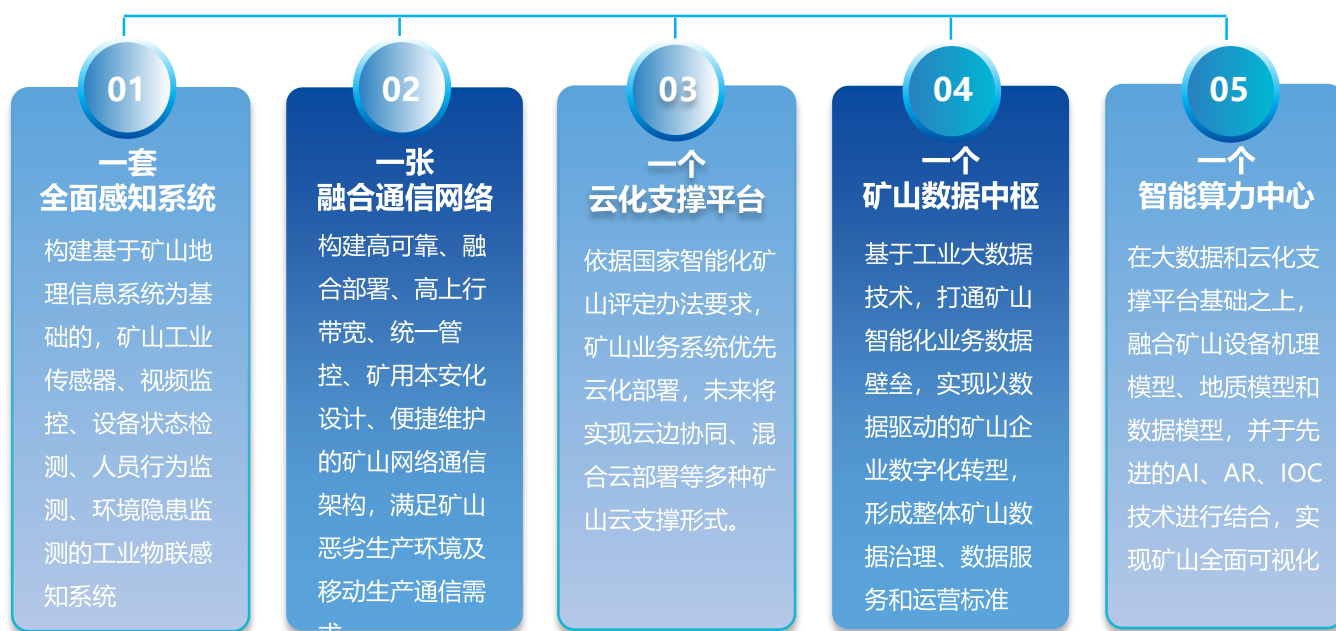 01
一套
全面感知系统
构建基于矿山地
理信息系统为基
础的，矿山工业
传感器、视频监
控、设备状态检
测、人员行为监
测、环境隐患监
测的工业物联感
知系统
02
一张
融合通信网络
构建高可靠、融
合部署、高上行
带宽、统一管
控、矿用本安化
设计、便捷维护
的矿山网络通信
架构，满足矿山
恶劣生产环境及
移动生产通信需
03
一个
云化支撑平台
依据国家智能化矿
山评定办法要求，
矿山业务系统优先
云化部署，未来将
实现云边协同、混
合云部署等多种矿
山云支撑形式。
04
一个
矿山数据中枢
基于工业大数据
技术，打通矿山
智能化业务数据
壁垒，实现以数
据驱动的矿山企
业数字化转型，
形成整体矿山数
据治理、数据服
务和运营标准
05
一个
智能算力中心
在大数据和云化支
撑平台基础之上，
融合矿山设备机理
模型、地质模型和
数据模型，并于先
进的AI、AR、IOC
技术进行结合，实
现矿山全面可视化